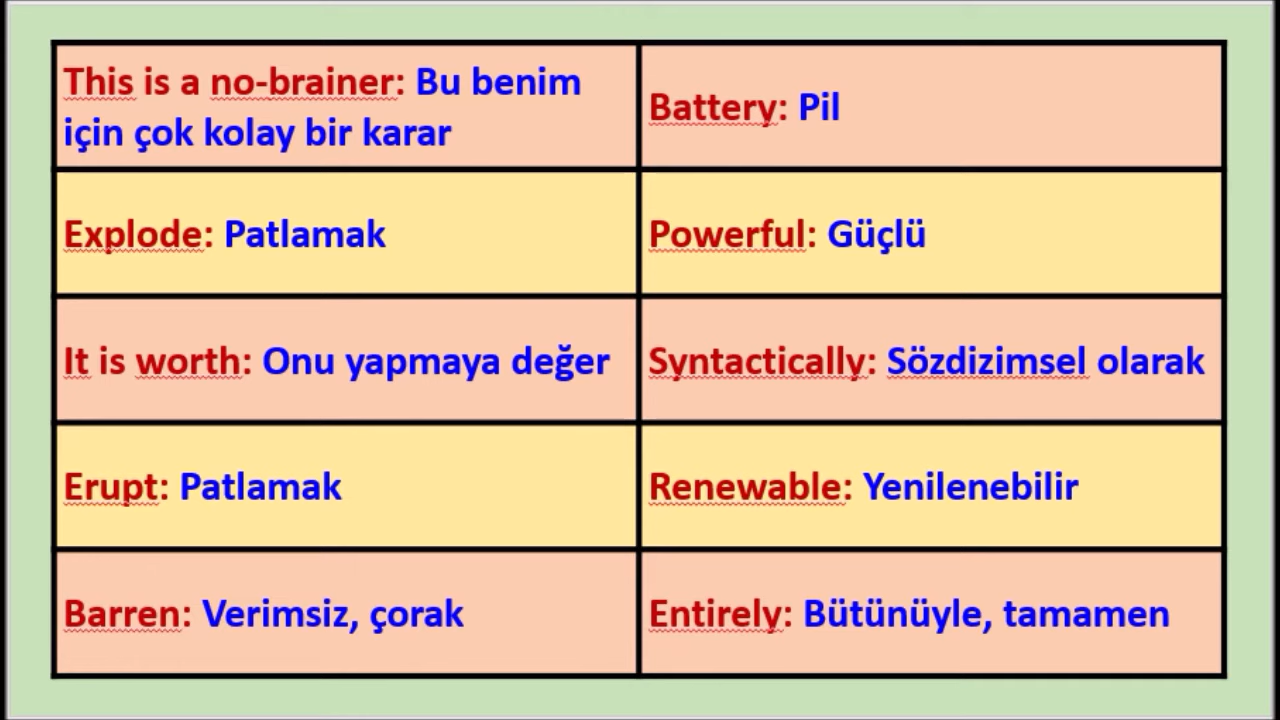 This is a no-brainer: Bu benim
için çok kolay bir karar
Battery: Pil
Explode: Patlamak
Powerful: Güçlü
It is worth: Onu yapmaya değer
Syntactically: Sözdizimsel olarak
Erupt: Patlamak
Renewable: Yenilenebilir
Barren: Verimsiz, çorak
Entirely: Bütünüyle, tamamen